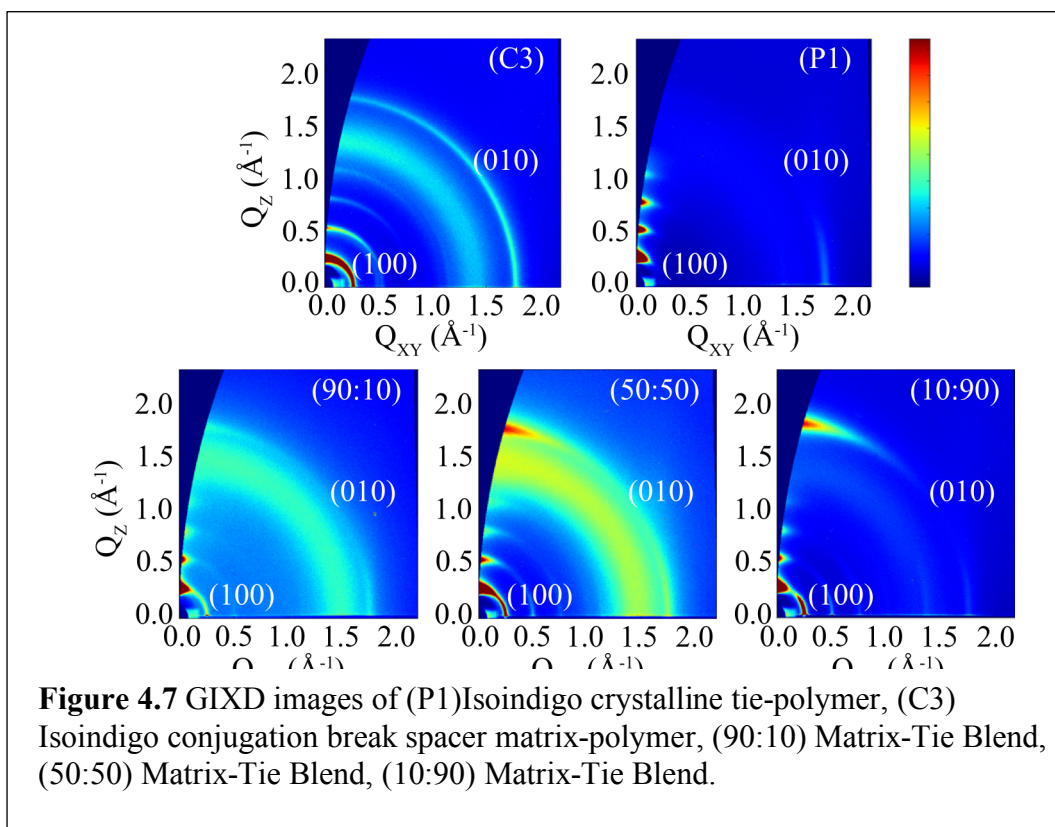 (C3)
2.0
1.5
(010)
1.0
0.5
(100)
0.0
0.0 0.5 1.0 1.5 2.0
Q_Z (Å-1)
Q_XY (Å-1)
(P1)
2.0
1.5
(010)
1.0
0.5
(100)
0.0
0.0 0.5 1.0 1.5 2.0
Q_XY (Å-1)
(90:10)
2.0
1.5
(010)
1.0
0.5
(100)
0.0
0.0 0.5 1.0 1.5 2.0
Q_Z (Å-1)
Q (Å-1)
(50:50)
2.0
1.5
(010)
1.0
0.5
(100)
0.0
0.0 0.5 1.0 1.5 2.0
Q (Å-1)
(10:90)
2.0
1.5
(010)
1.0
0.5
(100)
0.0
0.0 0.5 1.0 1.5 2.0
Q (Å-1)
Figure 4.7 GIXD images of (P1)Isoindigo crystalline tie-polymer, (C3)
Isoindigo conjugation break spacer matrix-polymer, (90:10) Matrix-Tie Blend,
(50:50) Matrix-Tie Blend, (10:90) Matrix-Tie Blend.